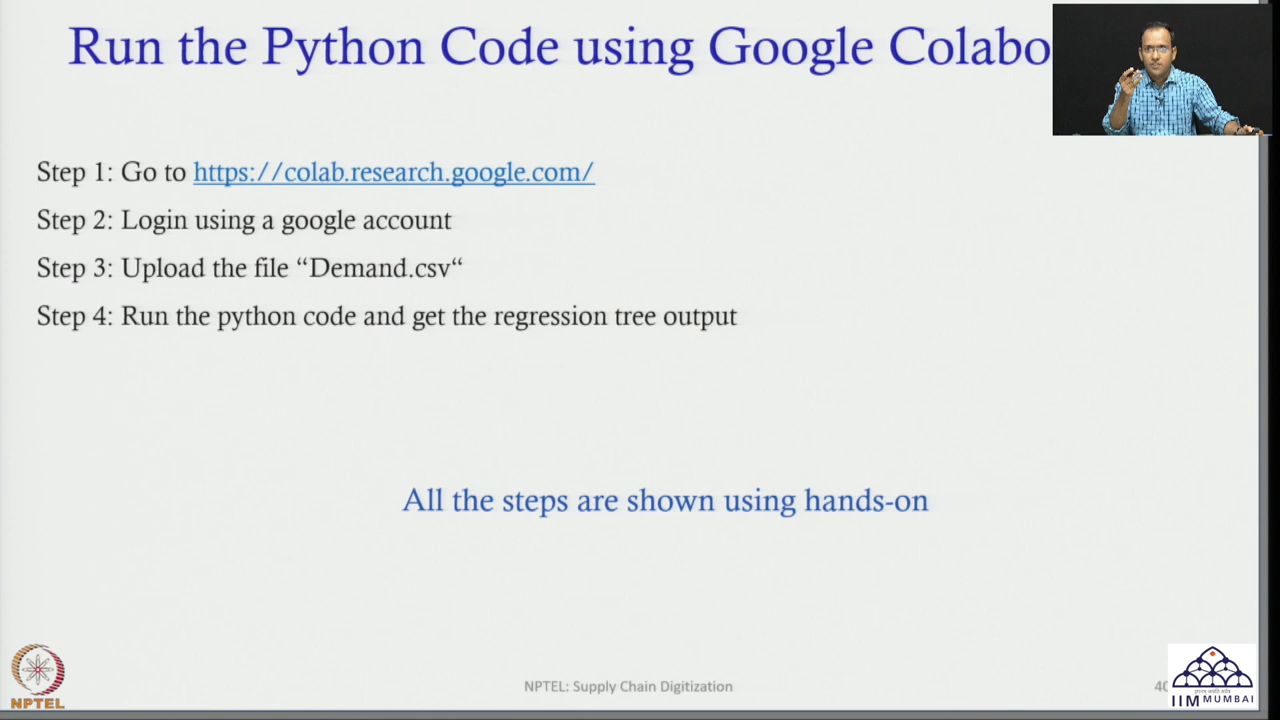 Run the Python Code using Google Colabo
Step 1: Go to https://colab.research.google.com/
Step 2: Login using a google account
Step 3: Upload the file “Demand.csv“
Step 4: Run the python code and get the regression tree output
All the steps are shown using hands-on
NPTEL
NPTEL: Supply Chain Digitization
40
IIM MUMBAI